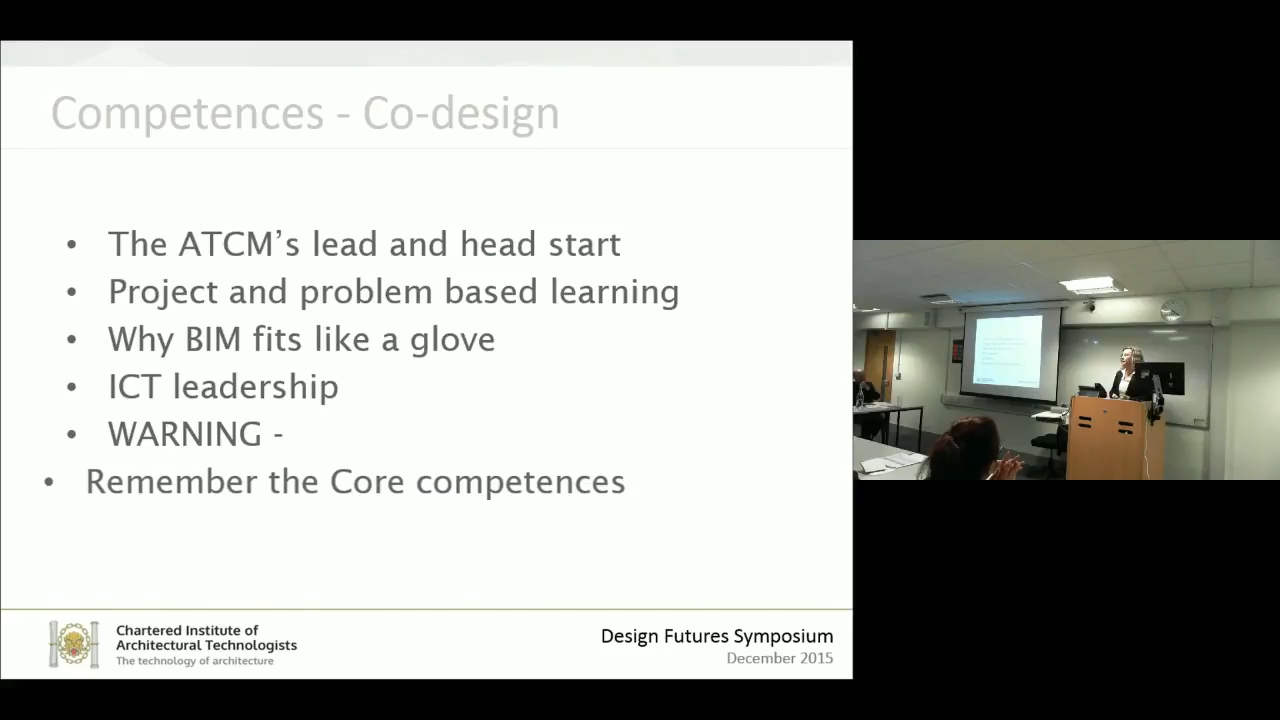 Competences - Co-design
• The ATCM’s lead and head start
• Project and problem based learning
• Why BIM fits like a glove
• ICT leadership
• WARNING -
• Remember the Core competences
Chartered Institute of
Architectural Technologists
The technology of architecture
Design Futures Symposium
December 2015